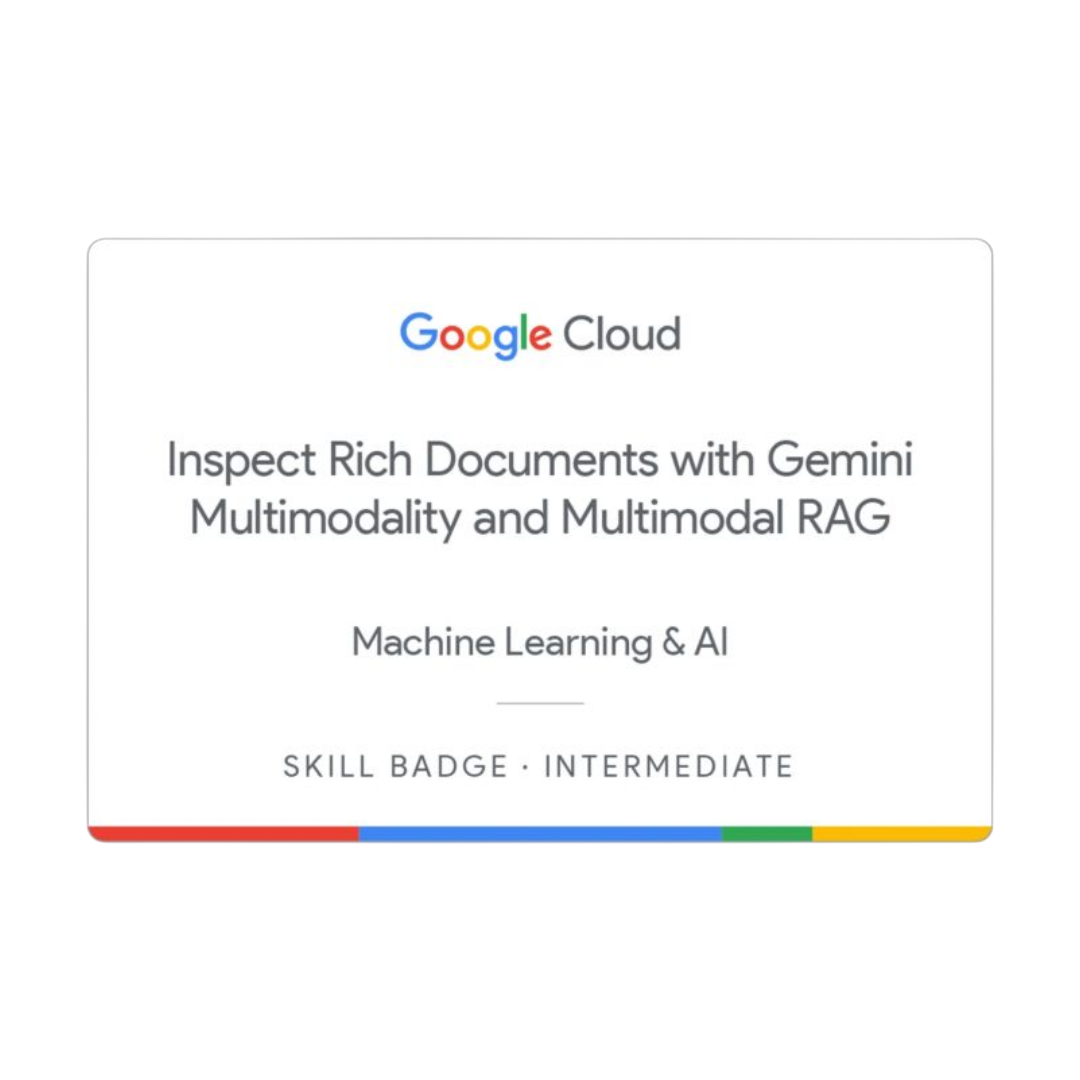 Google Cloud
Inspect Rich Documents with Gemini
Multimodality and Multimodal RAG
Machine Learning & AI
SKILL BADGE · INTERMEDIATE